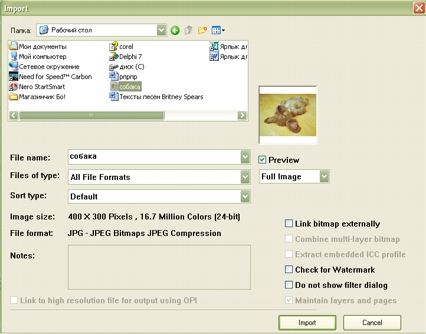 Import
Папка: Рабочий стол
Мои документы
Мой компьютер
Сетевое окружение
Need for Speed™ Carbon
Nero StartSmart
Магазинчик Бо!
corel
Delphi 7
диск (C)
pnpnp
собака
Тексты песен Britney Spears
Ярлык дл
Ярлык дл
File name: собака
Preview
Files of type: All File Formats
Full Image
Sort type: Default
Image size: 400 X 300 Pixels , 16.7 Million Colors (24-bit)
File format: JPG - JPEG Bitmaps JPEG Compression
Notes:
Link bitmap externally
Combine multi-layer bitmap
Extract embedded ICC profile
Check for Watermark
Do not show filter dialog
Maintain layers and pages
Link to high resolution file for output using OPI
Import
Cancel